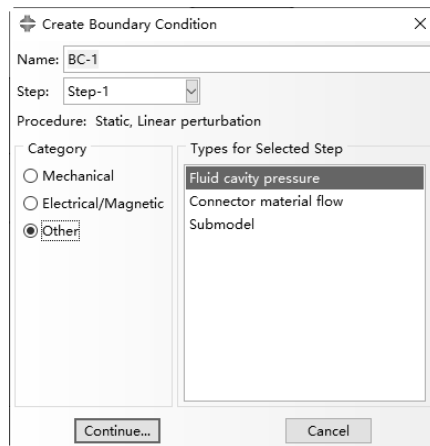 Create Boundary Condition
Name: BC-1
Step: Step-1
Procedure: Static, Linear perturbation
Category
Mechanical
Electrical/Magnetic
Other
Types for Selected Step
Fluid cavity pressure
Connector material flow
Submodel
Continue... Cancel